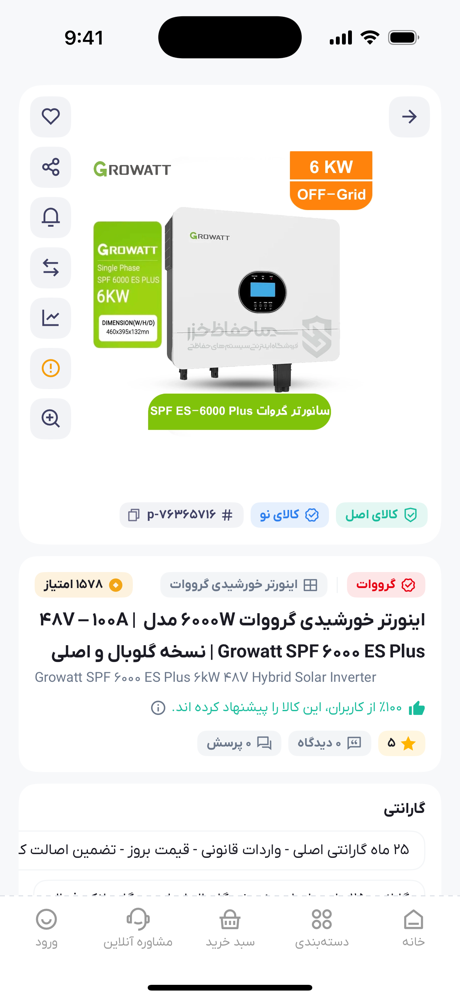 9:41
GROWATT
6 KW
OFF-Grid
GROWATT
Single Phase
SPF 6000 ES PLUS
6KW
DIMENSION(W/H/D)
460x395x132mn
GROWATT
حفاظ خزر
سانورتر گرووات SPF ES-6000 Plus
کالای اصل
کالای نو
# p-۷۶۳۶۵۷۱۶
گرووات
اینورتر خورشیدی گرووات
۱۵۷۸ امتیاز
اینورتر خورشیدی گرووات ۶۰۰۰W مدل ۴۸V – ۱۰۰A |
Growatt SPF ۶۰۰۰ ES Plus | نسخه گلوبال و اصلی
Growatt SPF ۶۰۰۰ ES Plus ۶kW ۴۸V Hybrid Solar Inverter
۱۰۰٪ از کاربران، این کالا را پیشنهاد کرده اند.
۵
۰ دیدگاه
۰ پرسش
گارانتی
۲۵ ماه گارانتی اصلی - واردات قانونی - قیمت بروز - تضمین اصالت ک
خانه
دسته‌بندی
سبد خرید
مشاوره آنلاین
ورود